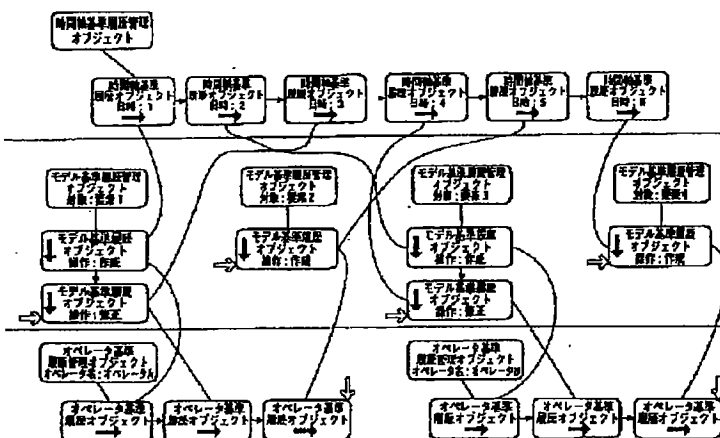 時間軸基準履歴管理
オブジェクト
時間軸基準
履歴オブジェクト
日時：1
時間軸基準
履歴オブジェクト
日時：2
時間軸基準
履歴オブジェクト
日時：3
時間軸基準
履歴オブジェクト
日時：4
時間軸基準
履歴オブジェクト
日時：5
時間軸基準
履歴オブジェクト
モデル基準履歴管理
オブジェクト
対象：要素1
モデル基準履歴管理
オブジェクト
対象：要素2
モデル基準履歴管理
オブジェクト
対象：要素3
モデル基準履歴管理
オブジェクト
対象：要素4
モデル基準履歴
オブジェクト
操作：作成
モデル基準履歴
オブジェクト
操作：作成
モデル基準履歴
オブジェクト
操作：作成
モデル基準履歴
オブジェクト
操作：作成
モデル基準履歴
オブジェクト
操作：修正
モデル基準履歴
オブジェクト
操作：修正
オペレータ基準
履歴管理オブジェクト
オペレータ名：オペレータA
オペレータ基準
履歴管理オブジェクト
オペレータ名：オペレータB
オペレータ基準
履歴オブジェクト
オペレータ基準
履歴オブジェクト
オペレータ基準
履歴オブジェクト
オペレータ基準
履歴オブジェクト
オペレータ基準
履歴オブジェクト
オペレータ基準
履歴オブジェクト